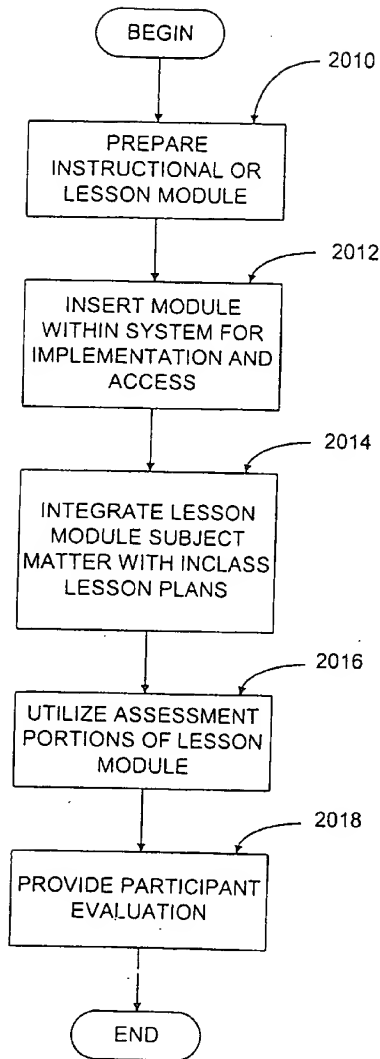 BEGIN
2010
PREPARE
INSTRUCTIONAL OR
LESSON MODULE
2012
INSERT MODULE
WITHIN SYSTEM FOR
IMPLEMENTATION AND
ACCESS
2014
INTEGRATE LESSON
MODULE SUBJECT
MATTER WITH INCLASS
LESSON PLANS
2016
UTILIZE ASSESSMENT
PORTIONS OF LESSON
MODULE
2018
PROVIDE PARTICIPANT
EVALUATION
END